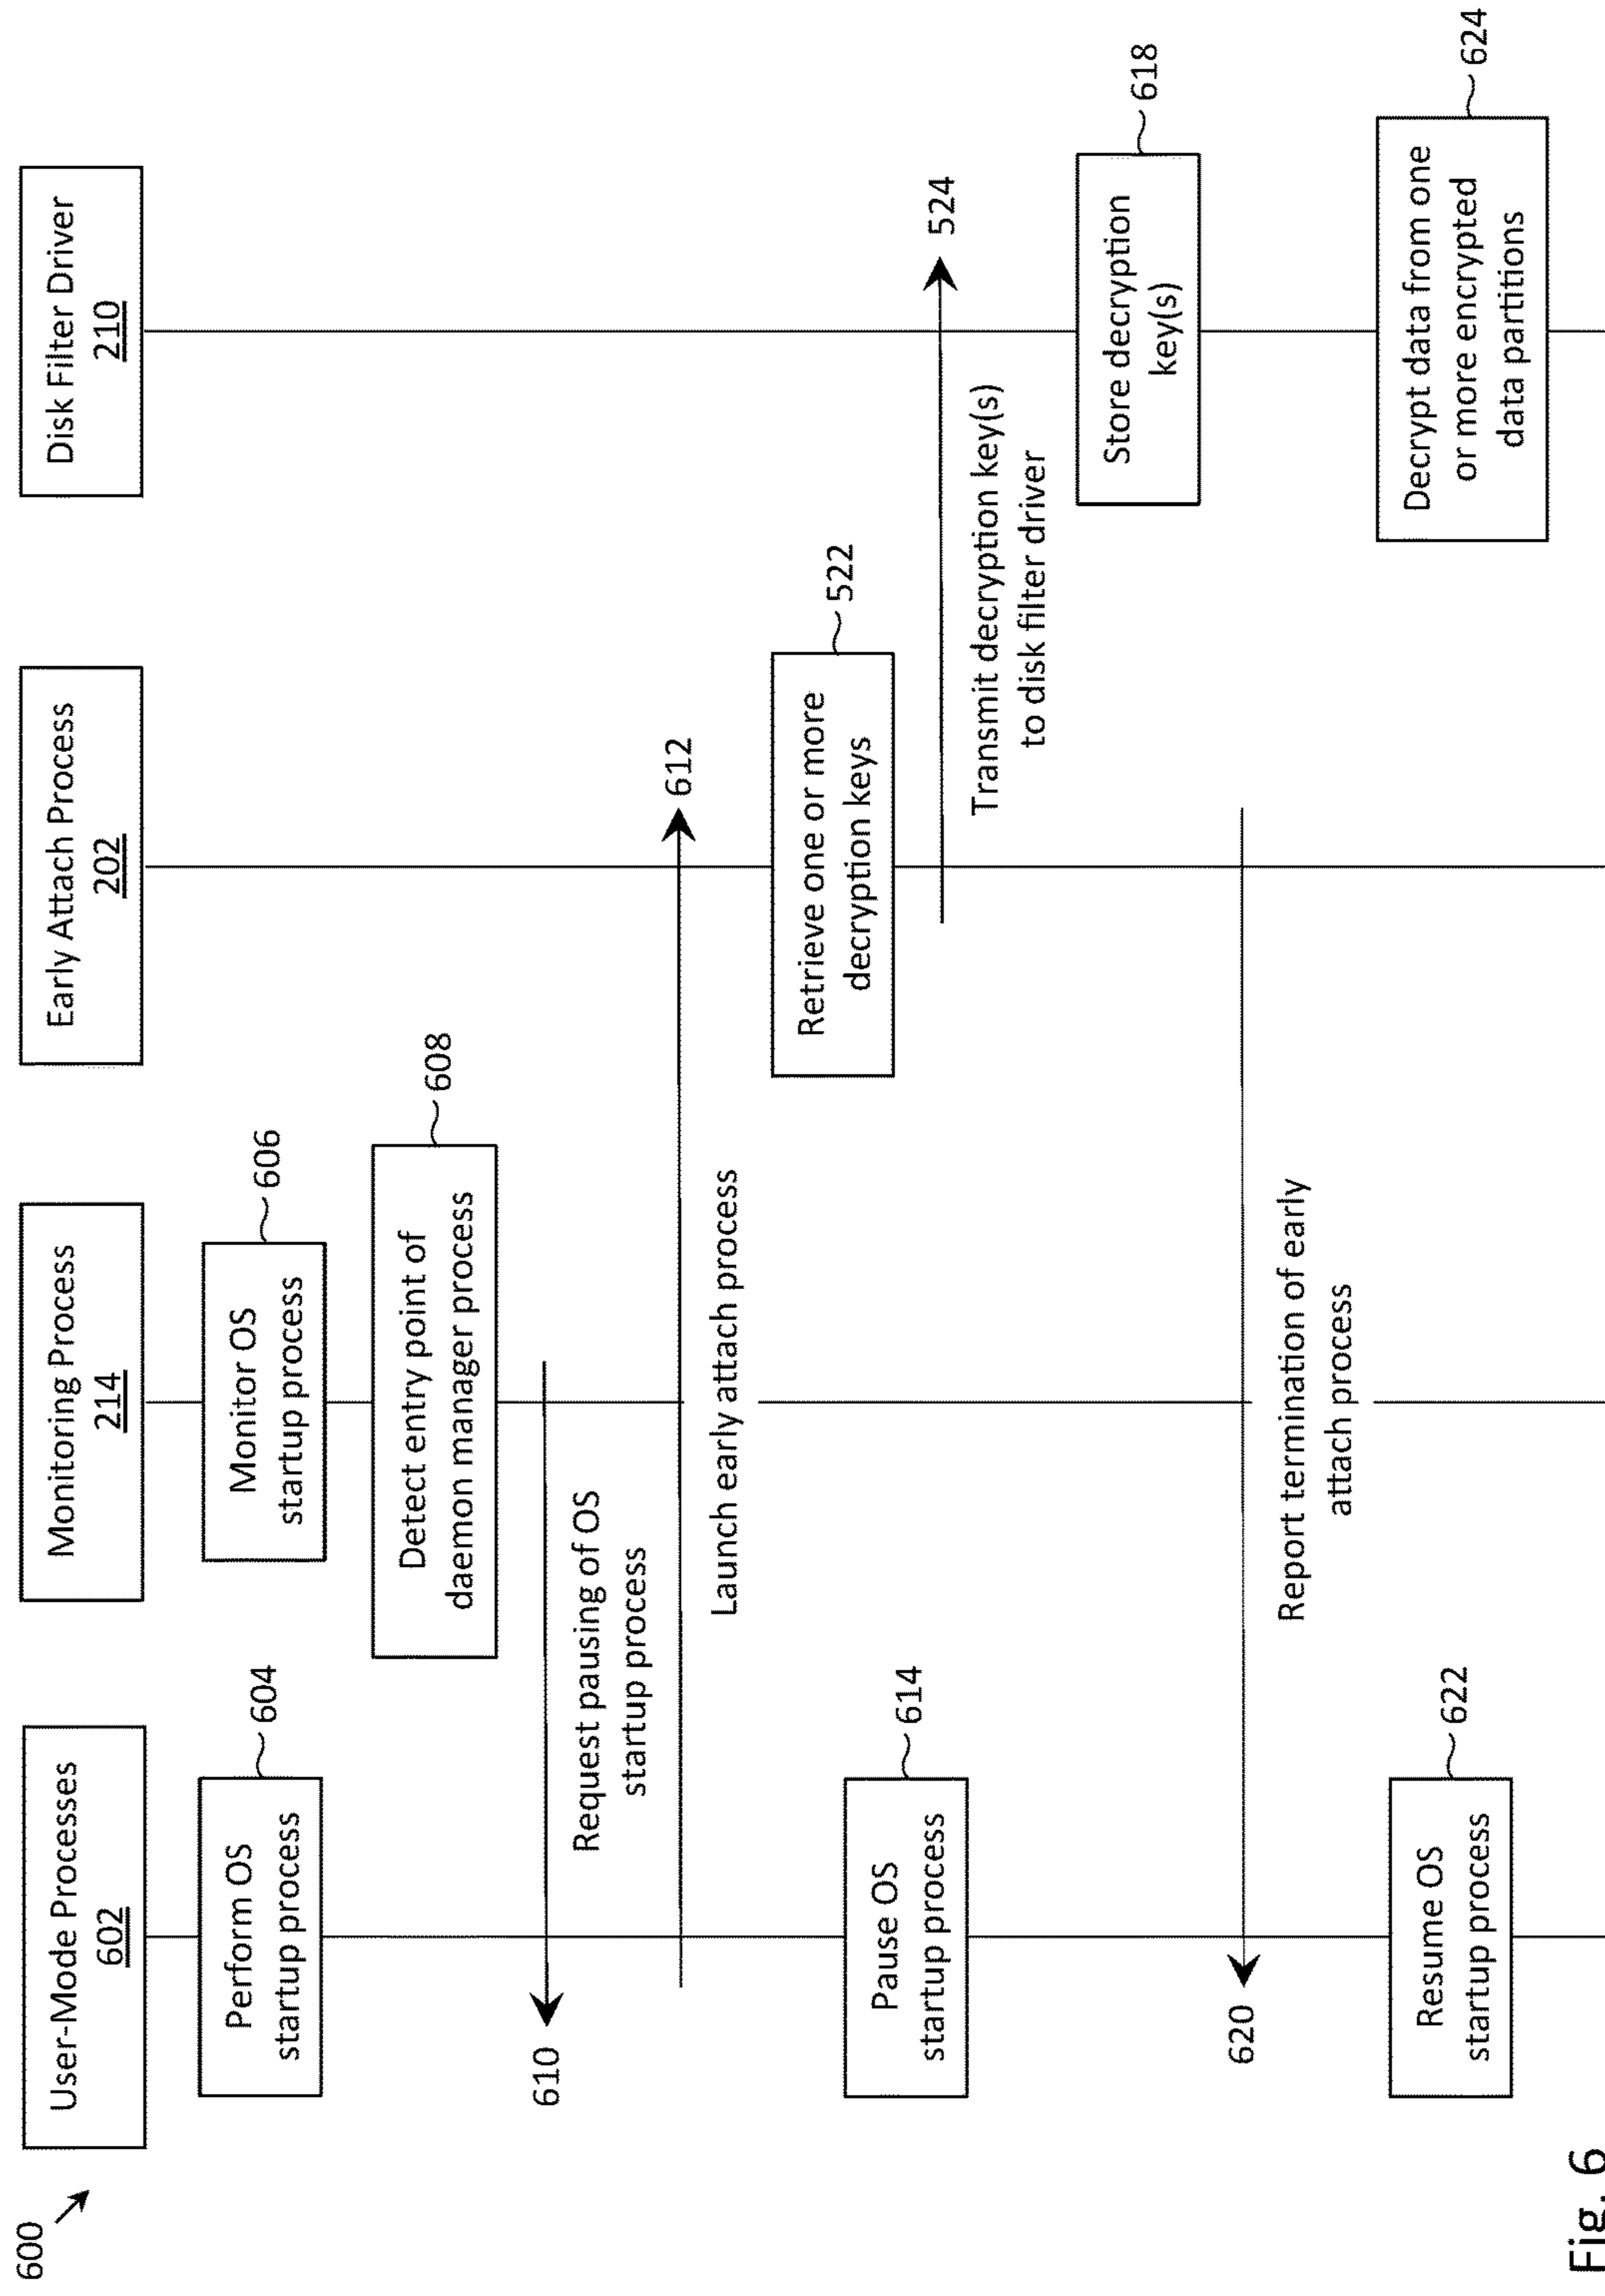 600
User-Mode Processes
602
Monitoring Process
214
Early Attach Process
202
Disk Filter Driver
210
Perform OS
startup process
604
Monitor OS
startup process
606
Detect entry point of
daemon manager process
608
610
Request pausing of OS
startup process
612
Launch early attach process
Retrieve one or more
decryption keys
522
Pause OS
startup process
614
524
Transmit decryption key(s)
to disk filter driver
Store decryption
key(s)
618
620
Report termination of early
attach process
Resume OS
startup process
622
Decrypt data from one
or more encrypted
data partitions
624
Fig. 6